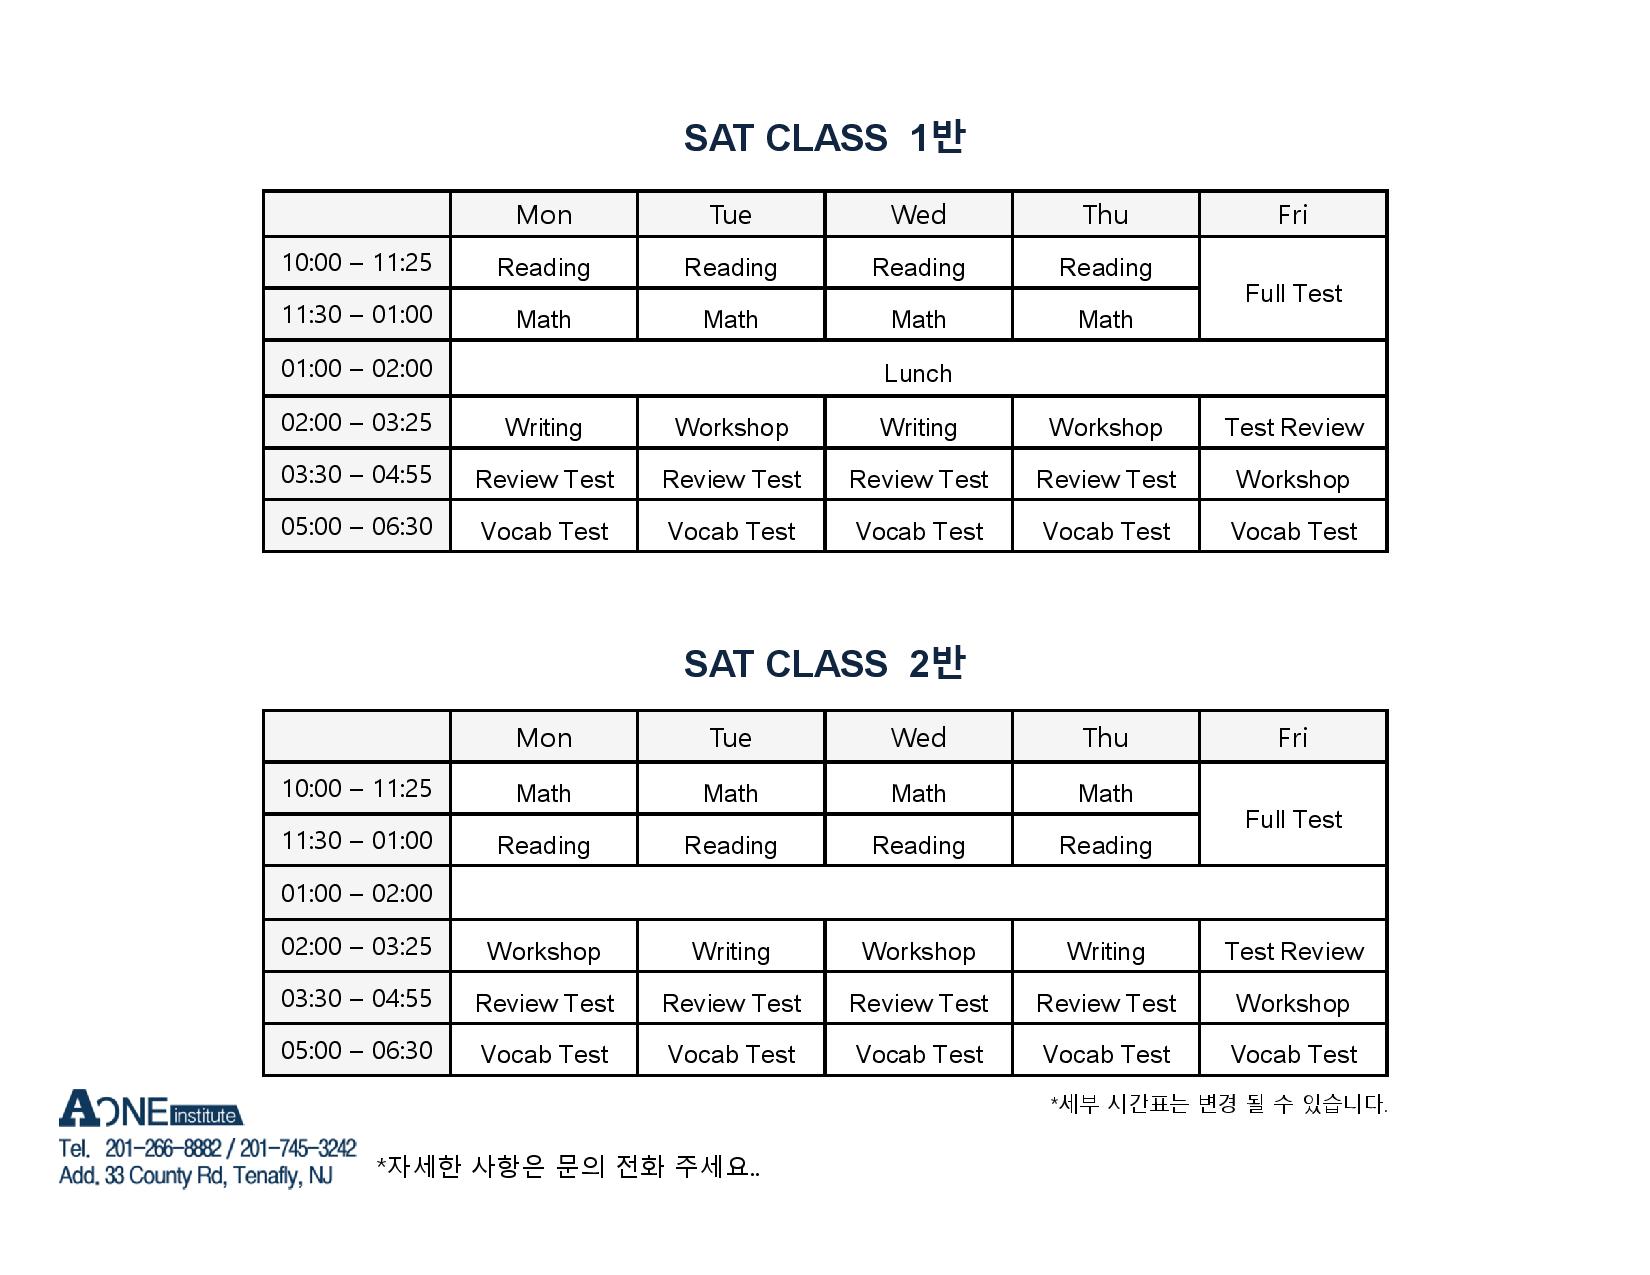 SAT CLASS 1반
Mon Tue Wed Thu Fri
10:00 – 11:25 Reading Reading Reading Reading Full Test
11:30 – 01:00 Math Math Math Math
01:00 – 02:00 Lunch
02:00 – 03:25 Writing Workshop Writing Workshop Test Review
03:30 – 04:55 Review Test Review Test Review Test Review Test Workshop
05:00 – 06:30 Vocab Test Vocab Test Vocab Test Vocab Test Vocab Test
SAT CLASS 2반
Mon Tue Wed Thu Fri
10:00 – 11:25 Math Math Math Math Full Test
11:30 – 01:00 Reading Reading Reading Reading
01:00 – 02:00
02:00 – 03:25 Workshop Writing Workshop Writing Test Review
03:30 – 04:55 Review Test Review Test Review Test Review Test Workshop
05:00 – 06:30 Vocab Test Vocab Test Vocab Test Vocab Test Vocab Test
*세부 시간표는 변경 될 수 있습니다.
AONE institute
Tel. 201-266-8882 / 201-745-3242
Add. 33 County Rd, Tenafly, NJ
*자세한 사항은 문의 전화 주세요..